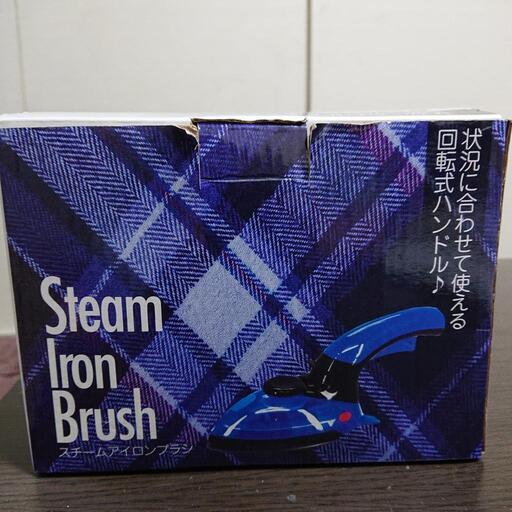 状況に合わせて使える
回転式ハンドル♪
Steam
Iron
Brush
スチームアイロンブラシ